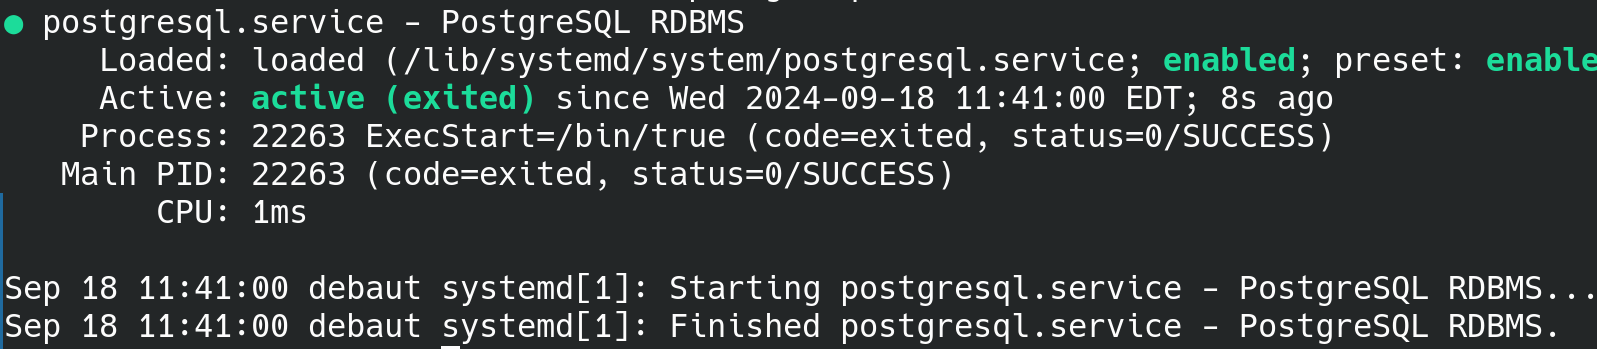 ● postgresql.service - PostgreSQL RDBMS
     Loaded: loaded (/lib/systemd/system/postgresql.service; enabled; preset: enable
     Active: active (exited) since Wed 2024-09-18 11:41:00 EDT; 8s ago
    Process: 22263 ExecStart=/bin/true (code=exited, status=0/SUCCESS)
   Main PID: 22263 (code=exited, status=0/SUCCESS)
        CPU: 1ms

Sep 18 11:41:00 debaut systemd[1]: Starting postgresql.service - PostgreSQL RDBMS...
Sep 18 11:41:00 debaut systemd[1]: Finished postgresql.service - PostgreSQL RDBMS.